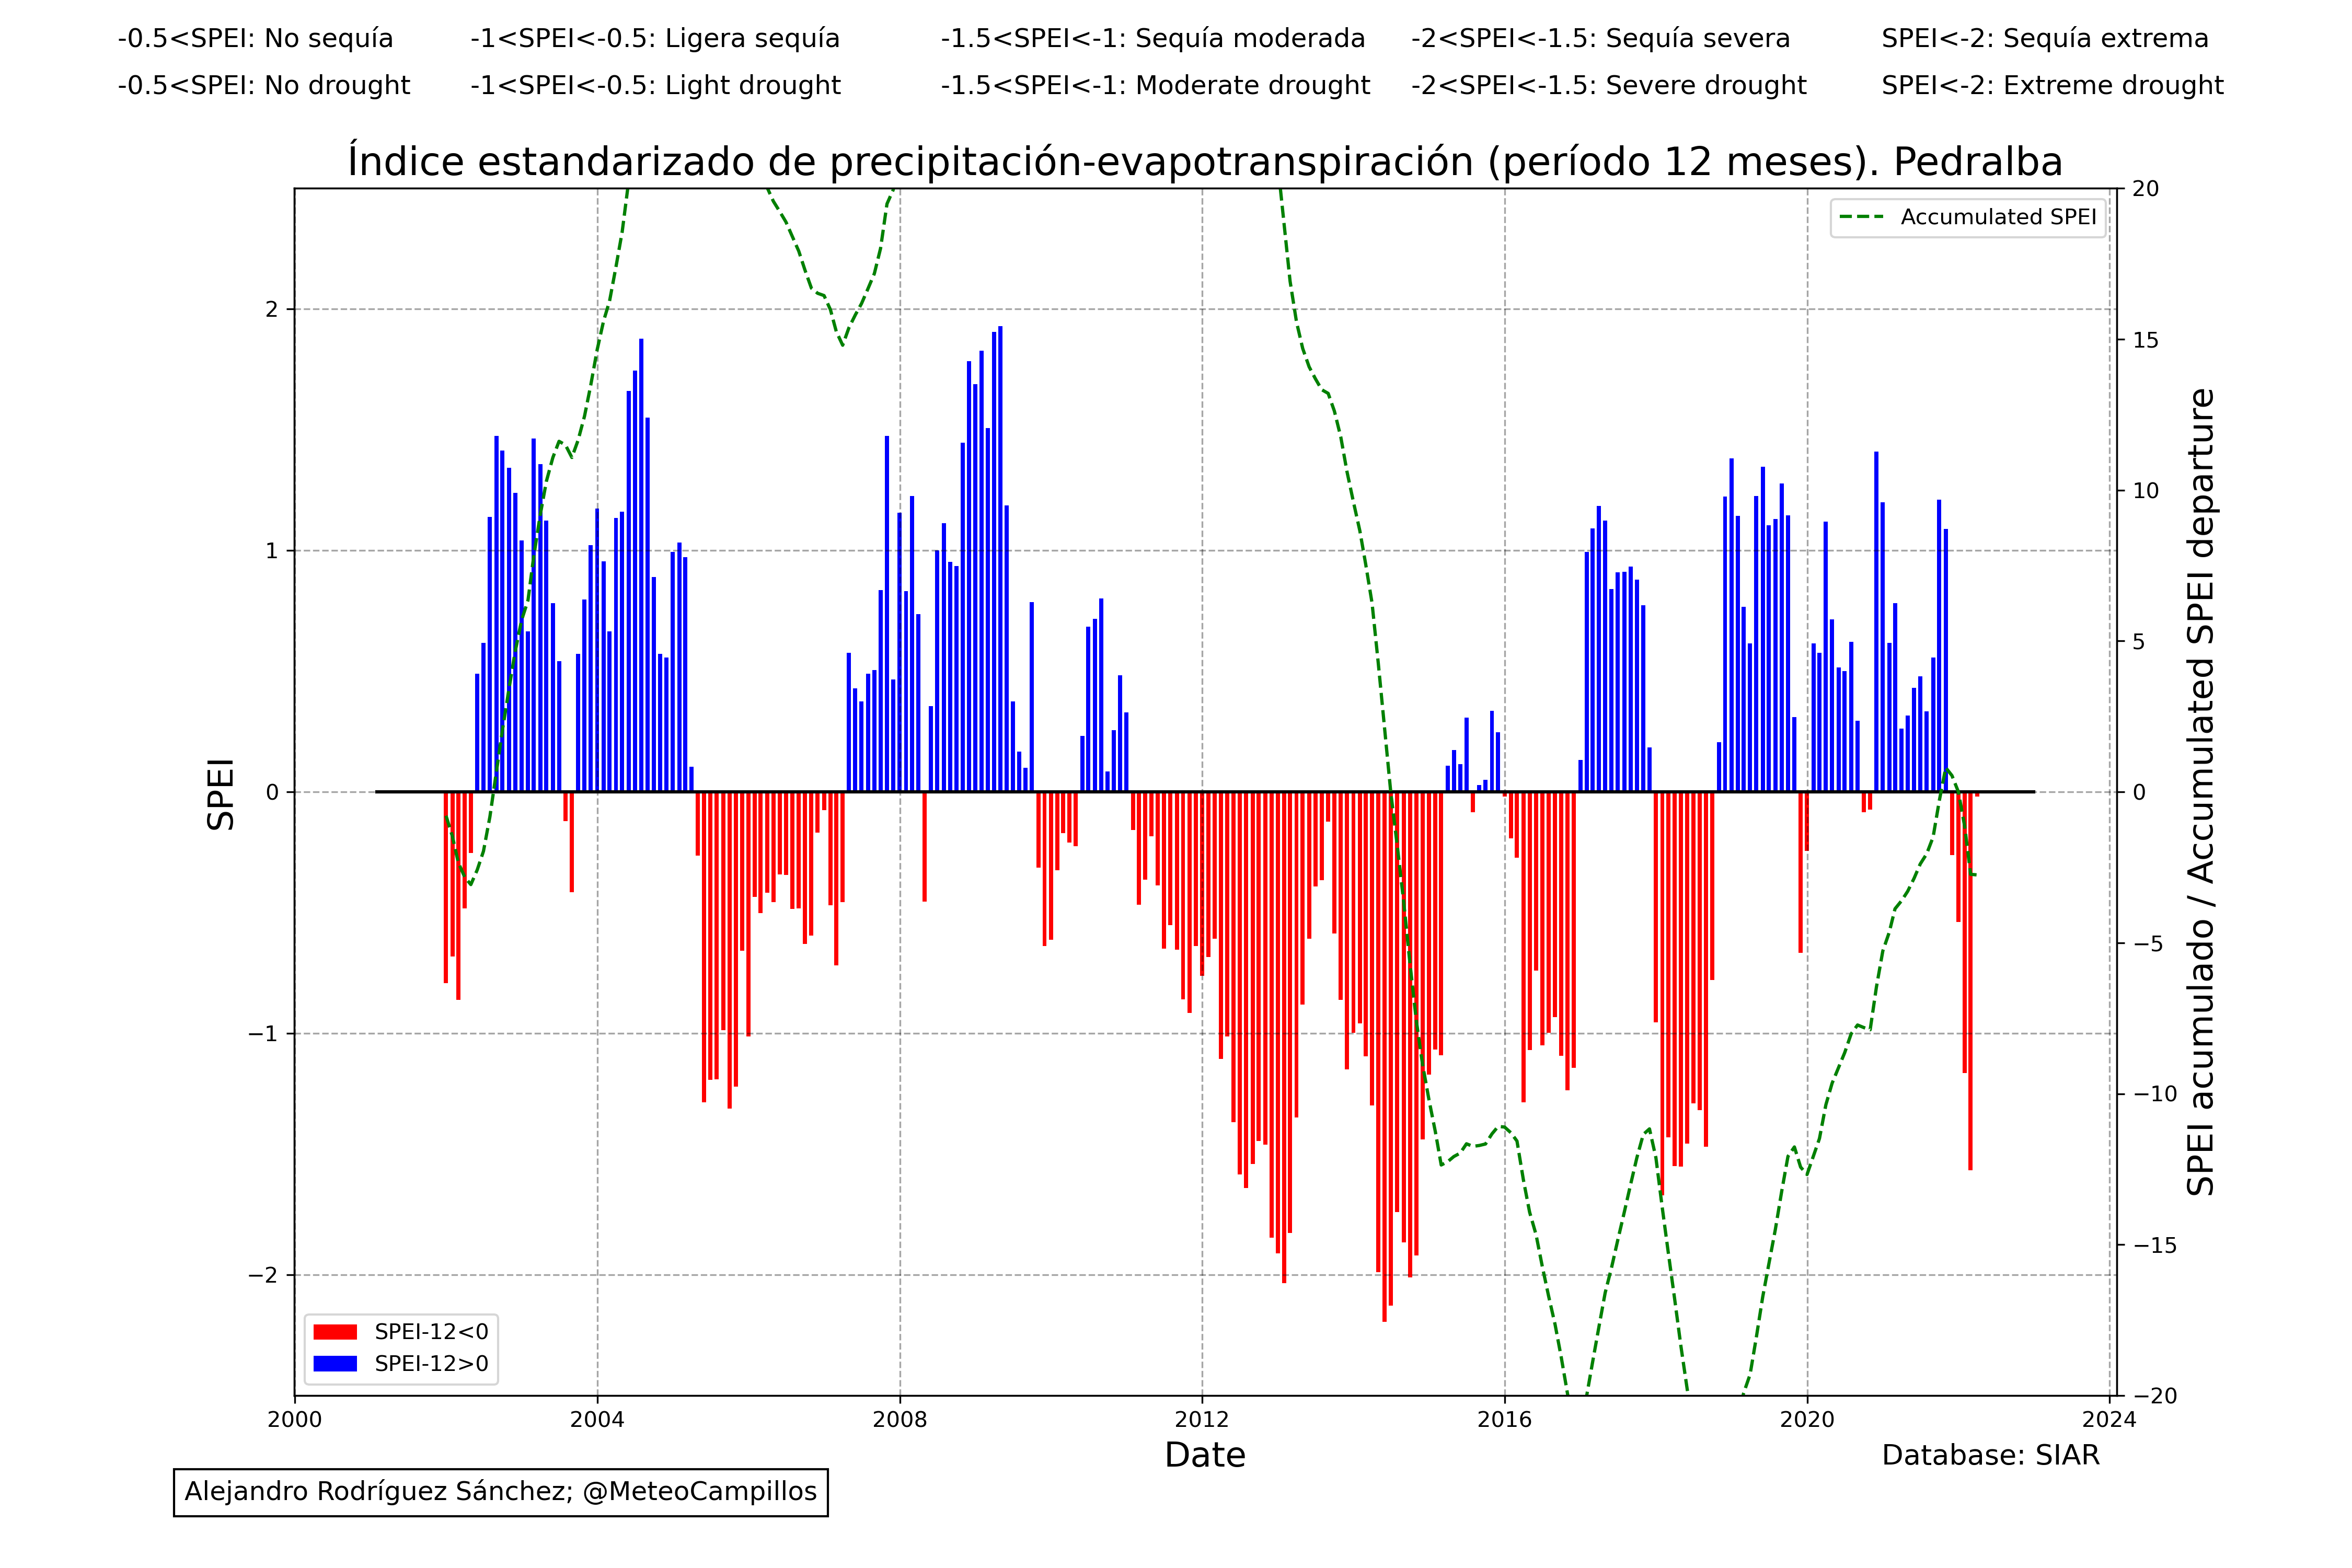 -0.5<SPEI: No sequía -1<SPEI<-0.5: Ligera sequía -1.5<SPEI<-1: Sequía moderada -2<SPEI<-1.5: Sequía severa SPEI<-2: Sequía extrema
-0.5<SPEI: No drought -1<SPEI<-0.5: Light drought -1.5<SPEI<-1: Moderate drought -2<SPEI<-1.5: Severe drought SPEI<-2: Extreme drought
Índice estandarizado de precipitación-evapotranspiración (período 12 meses). Pedralba
Accumulated SPEI
2
1
0
−1
−2
SPEI
20
15
10
5
0
−5
−10
−15
−20
SPEI acumulado / Accumulated SPEI departure
SPEI-12<0
SPEI-12>0
2000 2004 2008 2012 2016 2020 2024
Date
Database: SIAR
Alejandro Rodríguez Sánchez; @MeteoCampillos